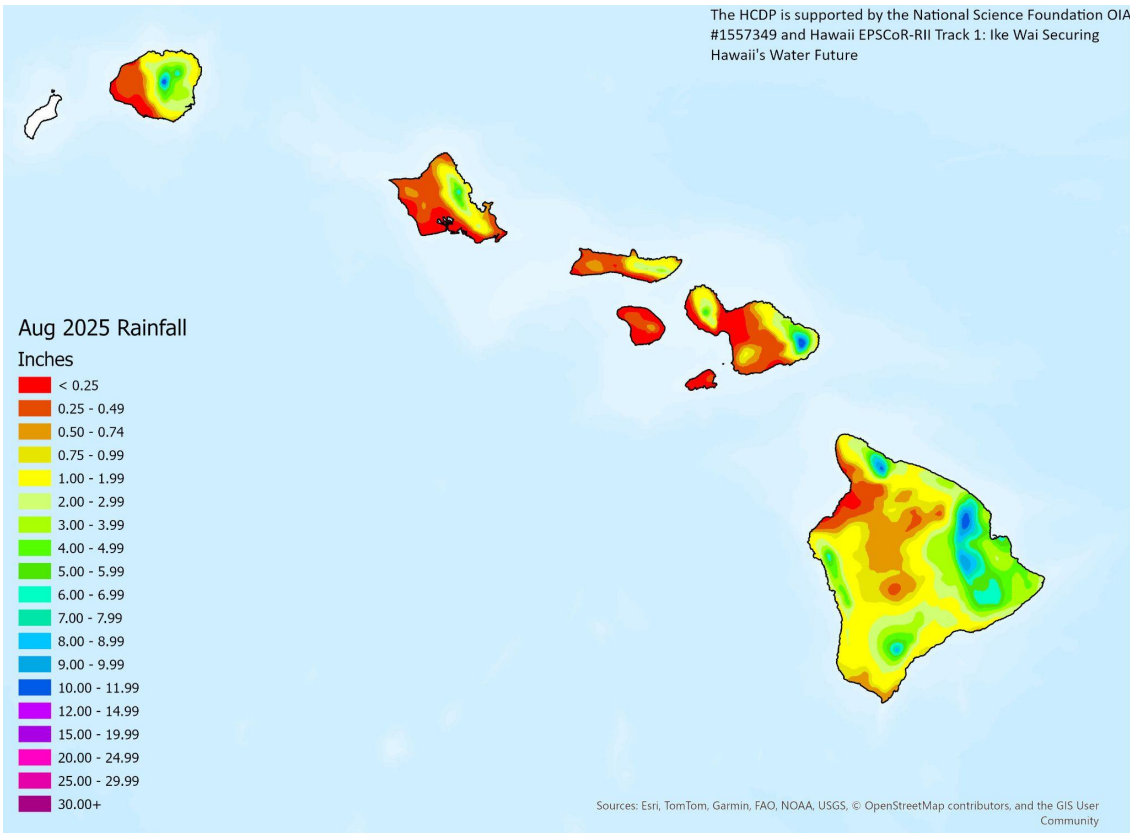 The HCDP is supported by the National Science Foundation OIA
#1557349 and Hawaii EPSCoR-RII Track 1: Ike Wai Securing
Hawaii's Water Future
Aug 2025 Rainfall
Inches
< 0.25
0.25 - 0.49
0.50 - 0.74
0.75 - 0.99
1.00 - 1.99
2.00 - 2.99
3.00 - 3.99
4.00 - 4.99
5.00 - 5.99
6.00 - 6.99
7.00 - 7.99
8.00 - 8.99
9.00 - 9.99
10.00 - 11.99
12.00 - 14.99
15.00 - 19.99
20.00 - 24.99
25.00 - 29.99
30.00+
Sources: Esri, TomTom, Garmin, FAO, NOAA, USGS, © OpenStreetMap contributors, and the GIS User
Community